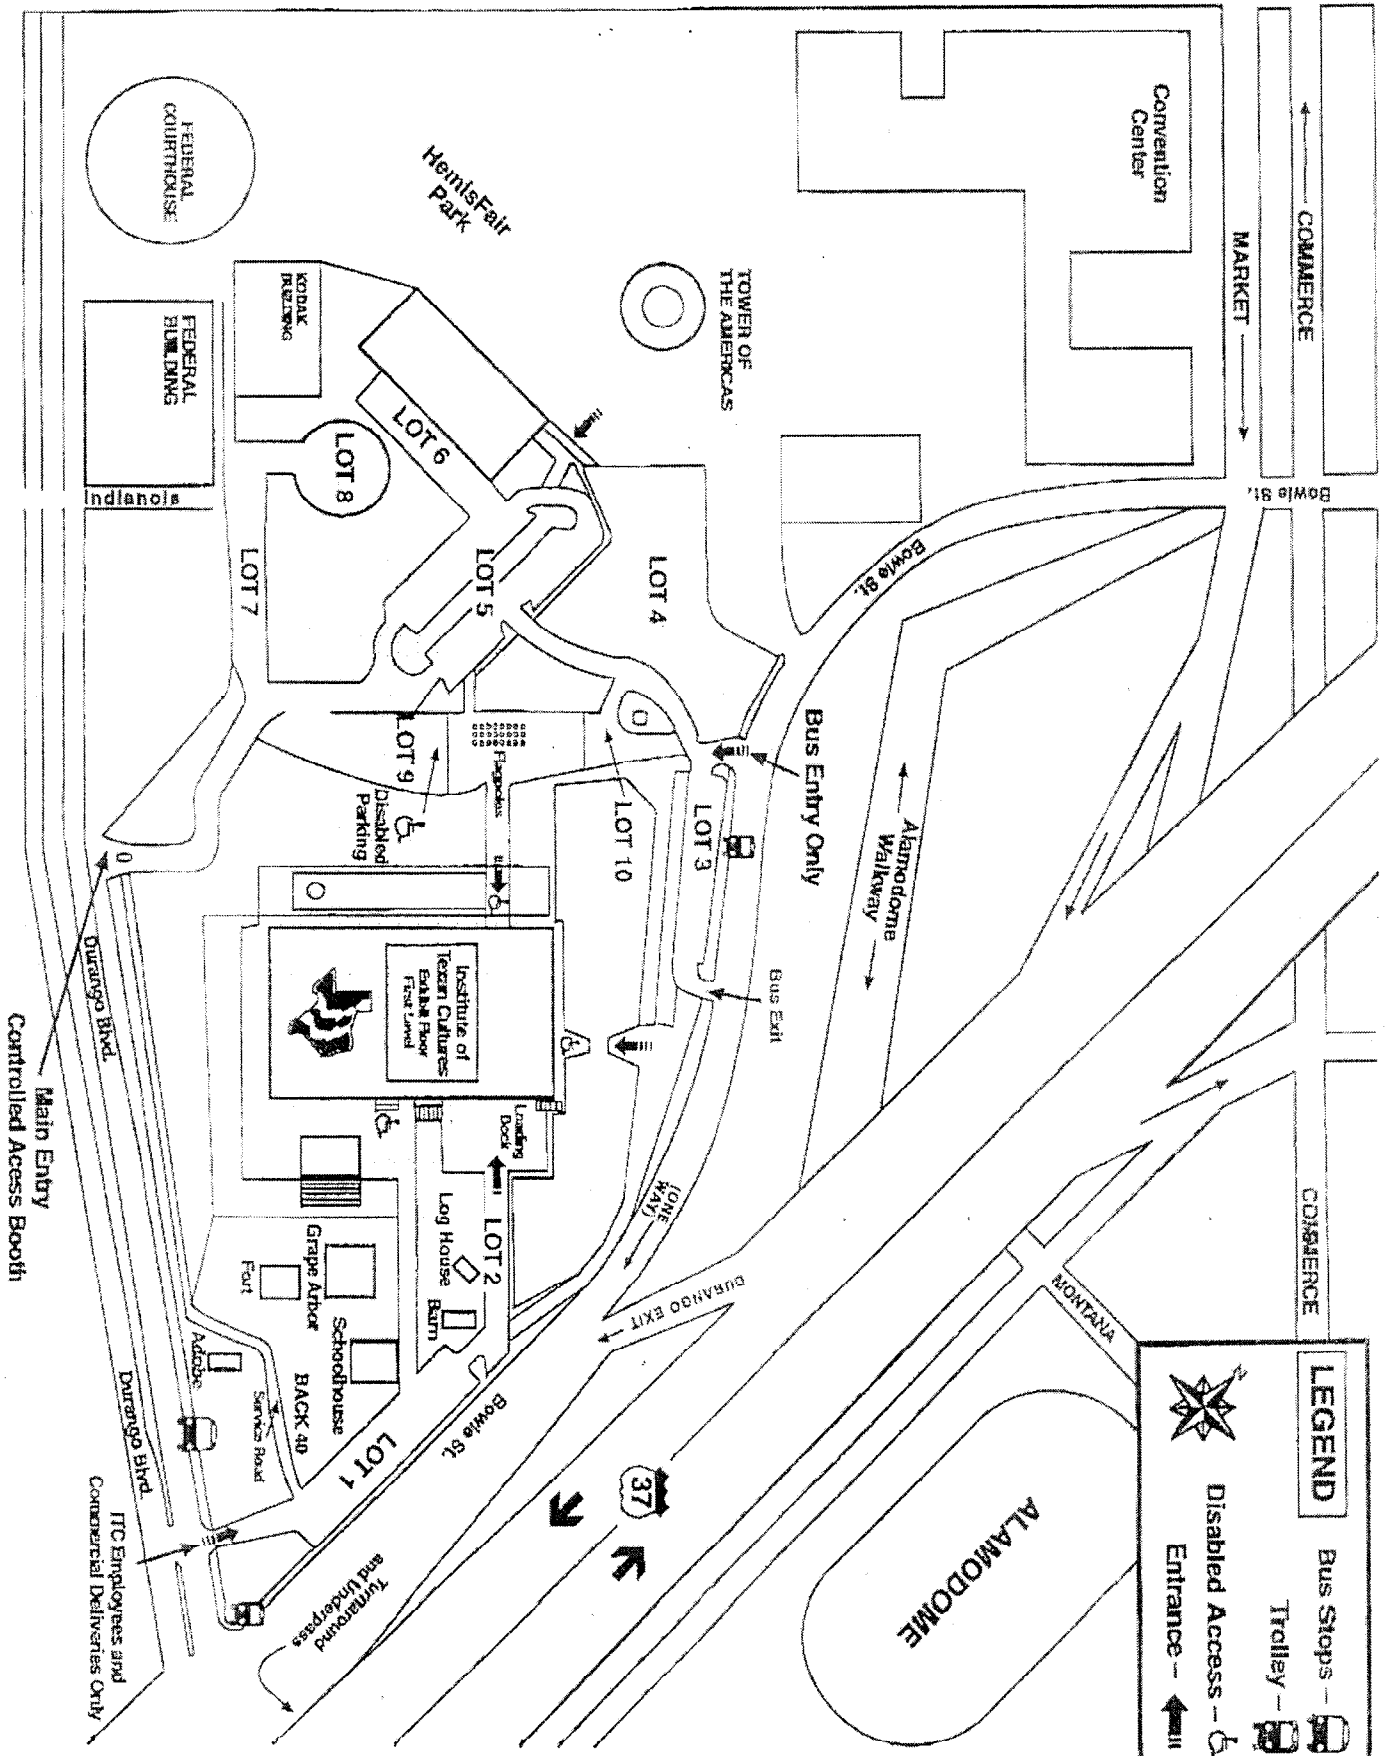 COMMERCE
MARKET
Bowie St.
Convention
Center
FEDERAL
COURTHOUSE
HemisFair
Park
TOWER OF
THE AMERICAS
KODAK
BUILDING
FEDERAL
BUILDING
Indianola
LOT 6
LOT 8
LOT 7
LOT 5
LOT 4
Bowie St.
Bus Entry Only
Alamodome
Walkway
LOT 9
Flagpoles
LOT 10
LOT 3
Disabled
Parking
Bus Exit
Institute of
Texan Cultures
Exhibit Floor
First Level
Durango Blvd.
Main Entry
Controlled Acess Booth
Loading
Dock
LOT 2
Log House
Barn
Grape Arbor
Fort
Schoolhouse
Adobe
BACK 40
Service Road
LOT 1
Bowie St.
(ONE
WAY)
DURANGO EXIT
MONTANA
COMMERCE
37
ALAMODOME
Turnaround
and Underpass
Durango Blvd.
ITC Employees and
Commercial Deliveries Only
LEGEND
N
Bus Stops –
Trolley –
Disabled Access –
Entrance –